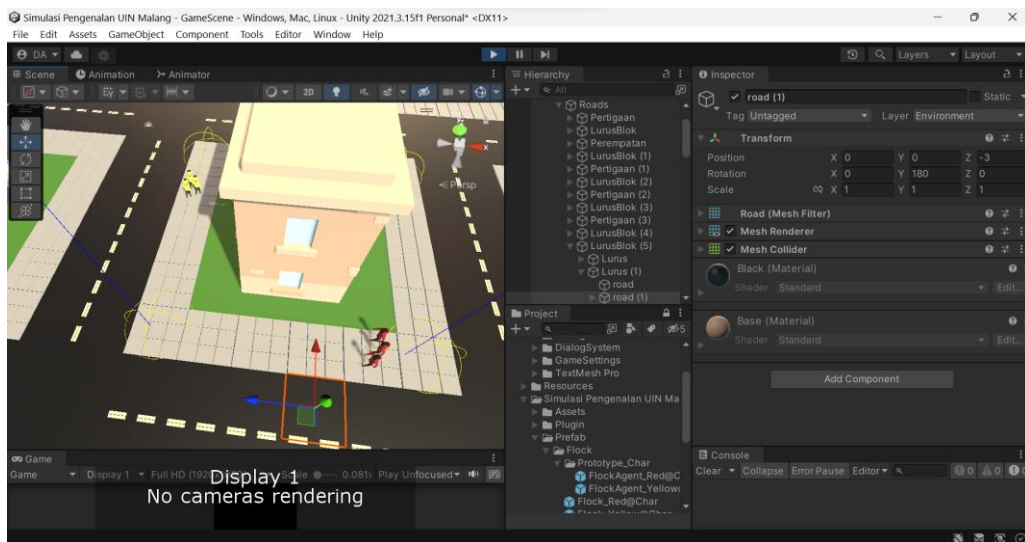 Simulasi Pengenalan UIN Malang - GameScene - Windows, Mac, Linux - Unity 2021.3.15f1 Personal* <DX11>
File Edit Assets GameObject Component Tools Editor Window Help
DA
Layers
Layout
Scene
Animation
Animator
2D
y
x
Persp
Game
Game
Display 1
Full HD (192
0.081
Play Unfocused
Display 1
No cameras rendering
Hierarchy
All
Roads
Pertigaan
LurusBlok
Perempatan
LurusBlok (1)
Pertigaan (1)
LurusBlok (2)
Pertigaan (2)
LurusBlok (3)
Pertigaan (3)
LurusBlok (4)
LurusBlok (5)
Lurus
Lurus (1)
road
road (1)
Project
5
DialogSystem
GameSettings
TextMesh Pro
Resources
Simulasi Pengenalan UIN Ma
Assets
Plugin
Prefab
Flock
Prototype_Char
FlockAgent_Red@C
FlockAgent_Yellow
Flock_Red@Char
Inspector
road (1)
Static
Tag Untagged
Layer Environment
Transform
Position X 0 Y 0 Z -3
Rotation X 0 Y 180 Z 0
Scale X 1 Y 1 Z 1
Road (Mesh Filter)
Mesh Renderer
Mesh Collider
Black (Material)
Shader Standard Edit...
Base (Material)
Shader Standard Edit...
Add Component
Console
Clear Collapse Error Pause Editor
0 0 0